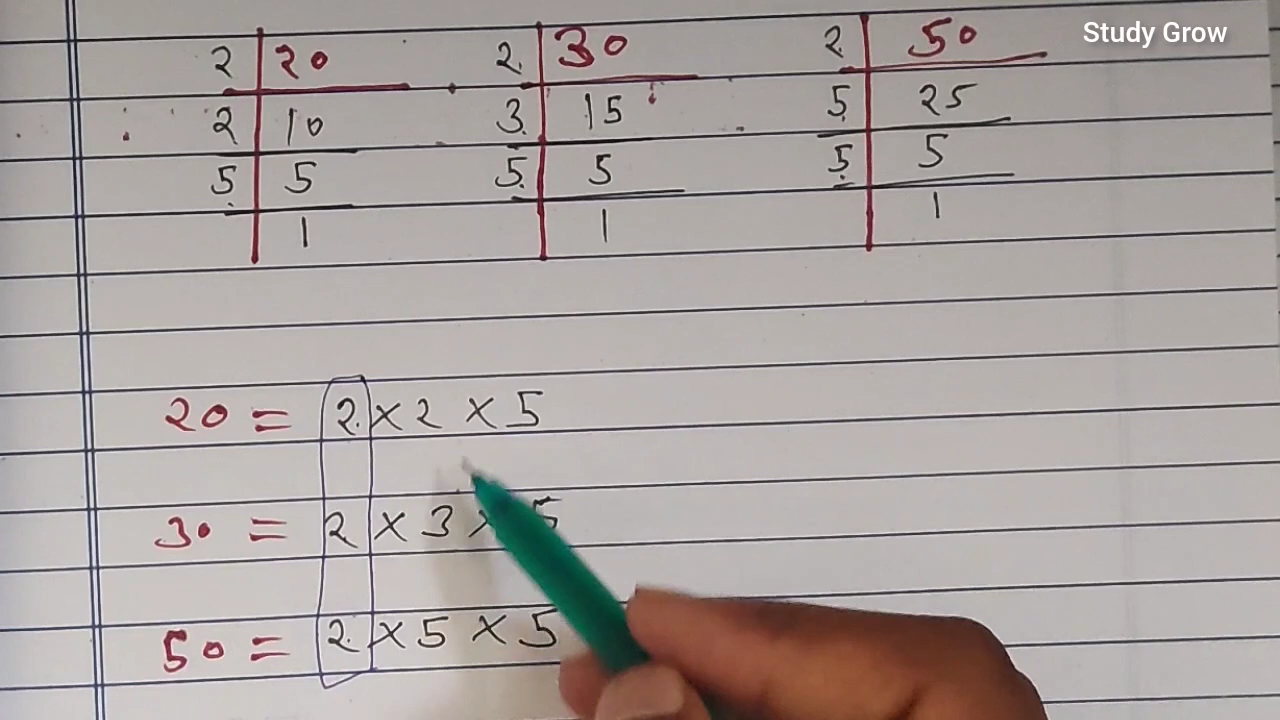 Study Grow
2 20 2 30 2 50
2 10 3 15 5 25
5 5 5 5 5 5
1 1 1
20 = 2 × 2 × 5
30 = 2 × 3 × 5
50 = 2 × 5 × 5